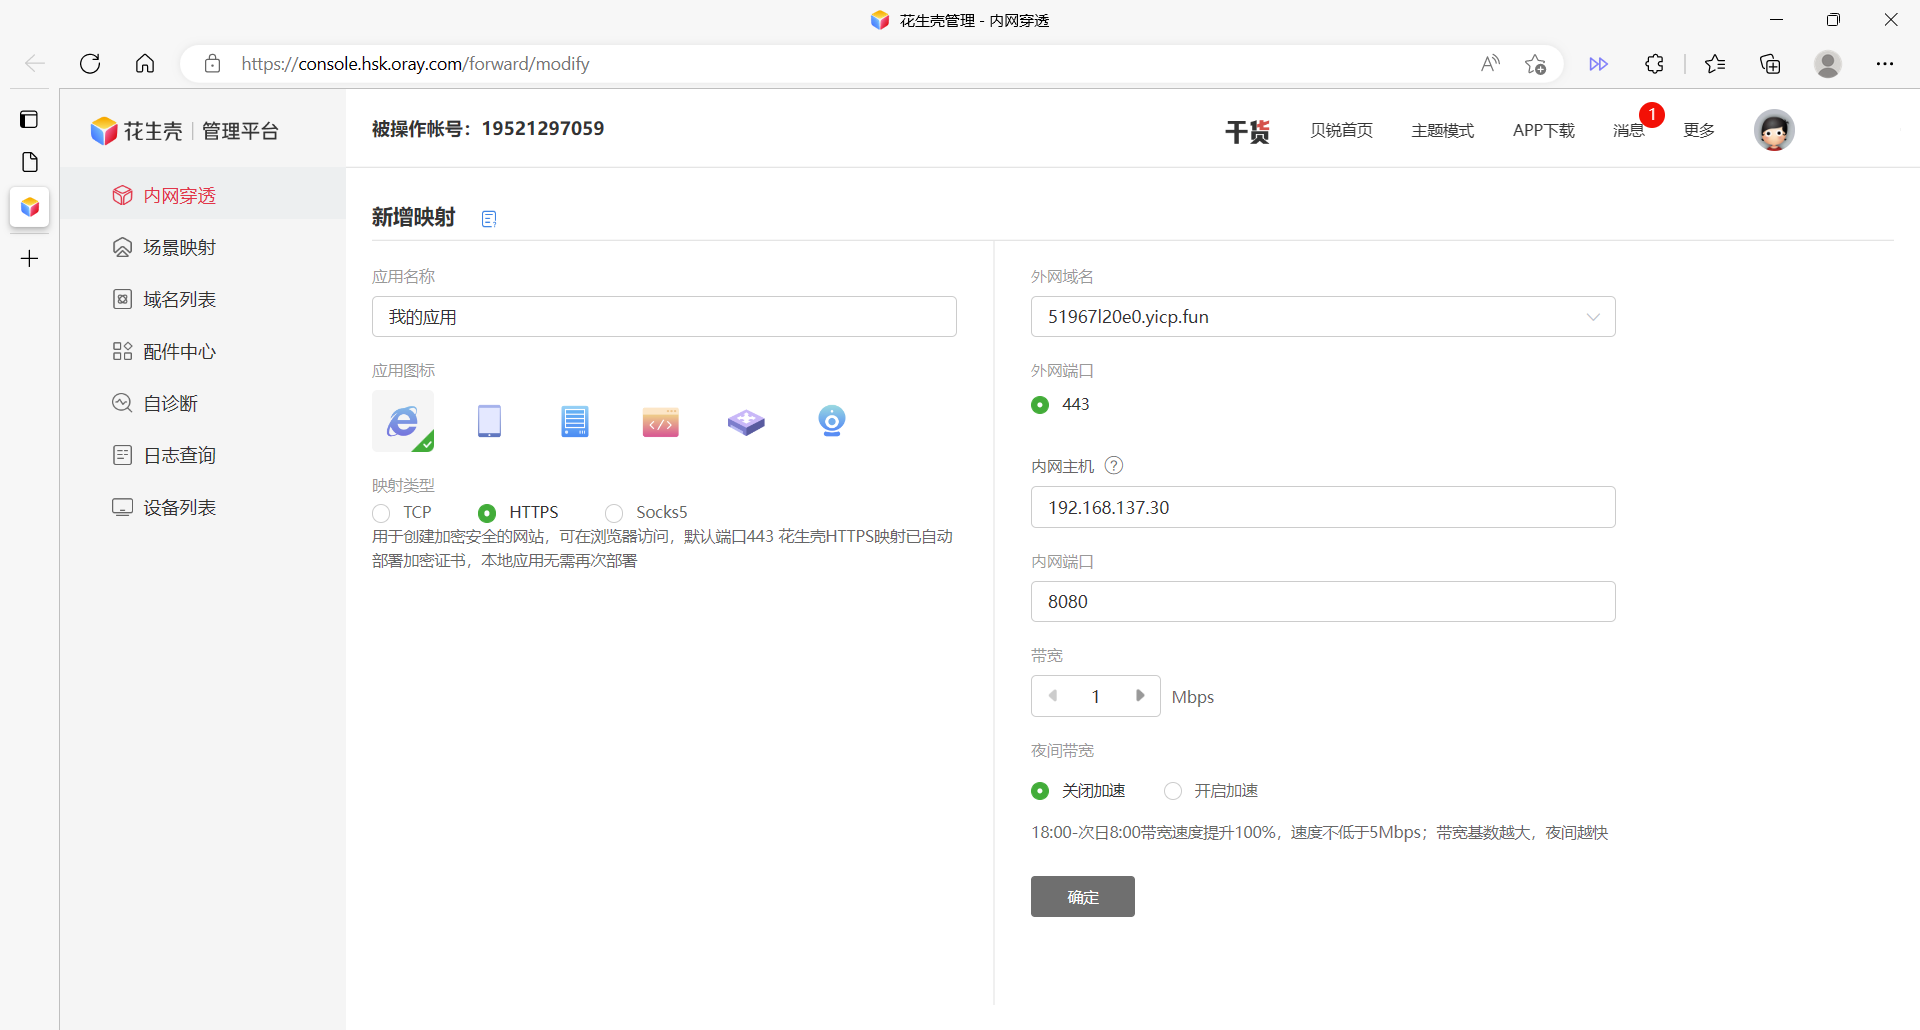 花生壳管理 - 内网穿透
https://console.hsk.oray.com/forward/modify
花生壳 管理平台
被操作帐号：19521297059
干货
贝锐首页
主题模式
APP下载
消息
1
更多
内网穿透
场景映射
域名列表
配件中心
自诊断
日志查询
设备列表
新增映射
应用名称
我的应用
应用图标
映射类型
TCP
HTTPS
Socks5
用于创建加密安全的网站，可在浏览器访问，默认端口443 花生壳HTTPS映射已自动
部署加密证书，本地应用无需再次部署
外网域名
51967l20e0.yicp.fun
外网端口
443
内网主机
192.168.137.30
内网端口
8080
带宽
1
Mbps
夜间带宽
关闭加速
开启加速
18:00-次日8:00带宽速度提升100%，速度不低于5Mbps；带宽基数越大，夜间越快
确定